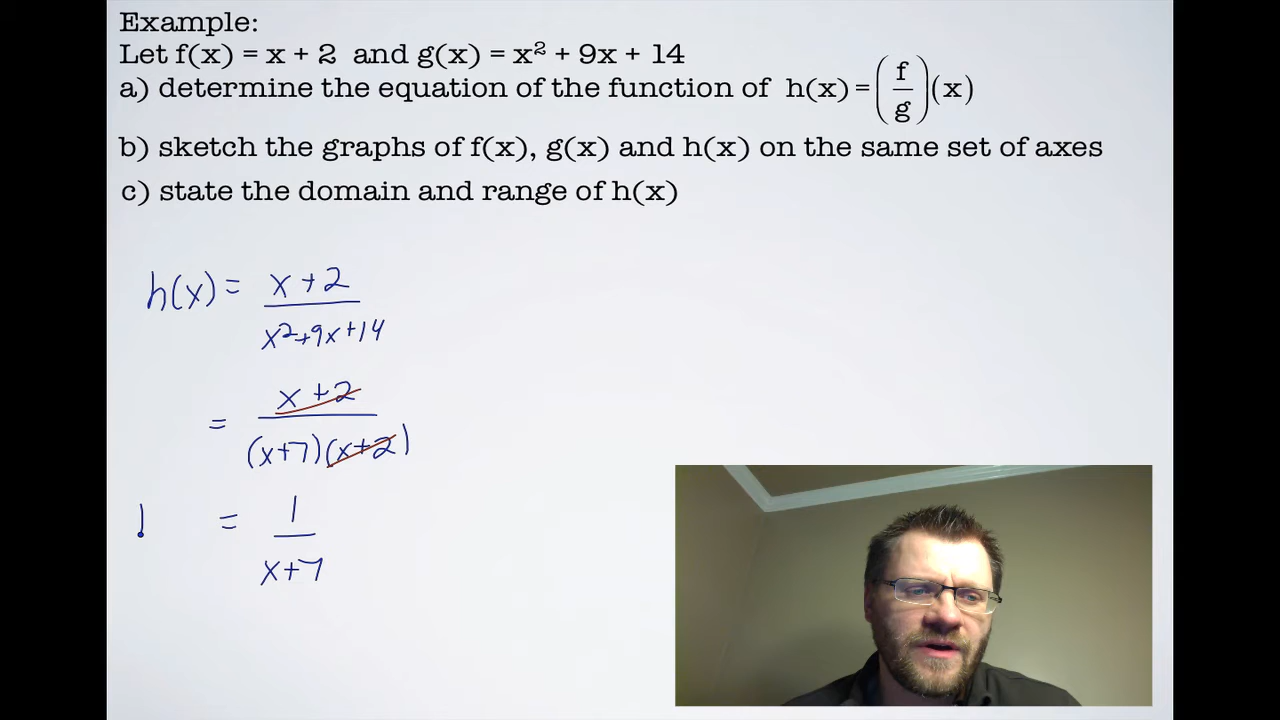 Example:
Let f(x) = x + 2 and g(x) = x² + 9x + 14
a) determine the equation of the function of h(x) = (f/g)(x)
b) sketch the graphs of f(x), g(x) and h(x) on the same set of axes
c) state the domain and range of h(x)
h(x) = x+2
x²+9x+14
= x+2
(x+7)(x+2)
= 1
x+7